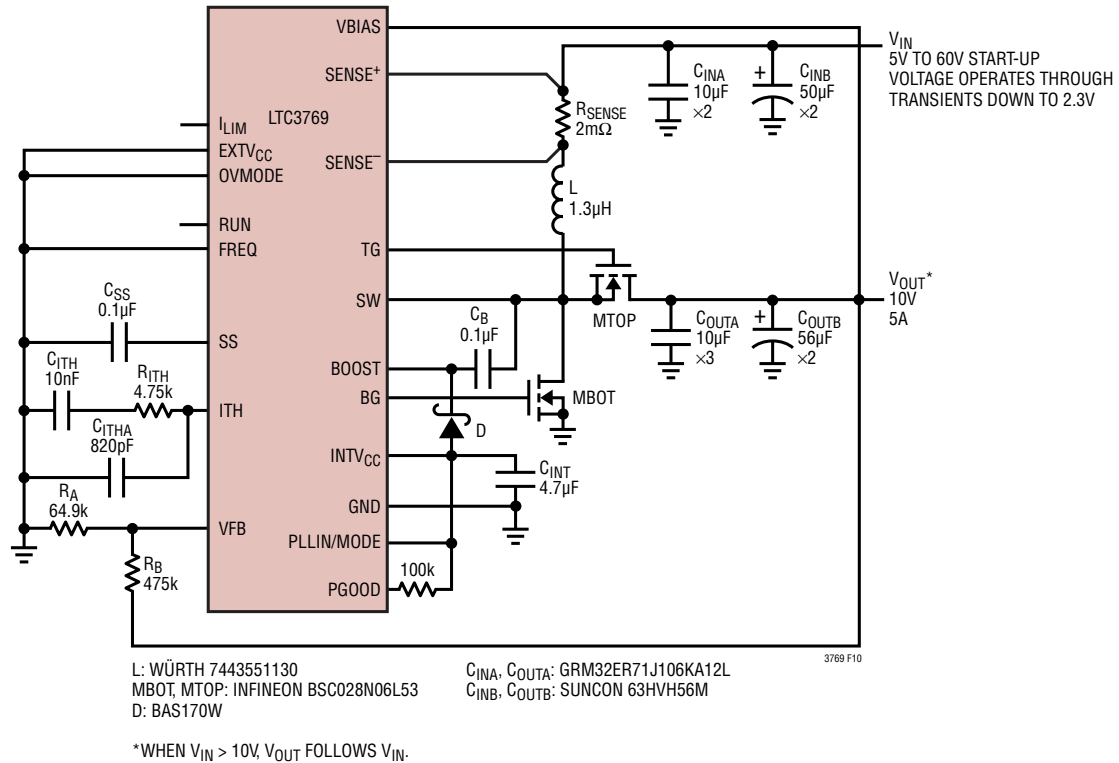 VBIAS
SENSE+
LTC3769
ILIM
EXTVCC
OVMODE
SENSE−
RUN
FREQ
TG
SW
SS
BOOST
BG
ITH
INTVCC
GND
VFB
PLLIN/MODE
PGOOD
CSS
0.1µF
CITH
10nF
RITH
4.75k
CITHA
820pF
RA
64.9k
RB
475k
CB
0.1µF
D
CINT
4.7µF
100k
RSENSE
2mΩ
L
1.3µH
MTOP
MBOT
CINA
10µF
×2
+
CINB
50µF
×2
VIN
5V TO 60V START-UP
VOLTAGE OPERATES THROUGH
TRANSIENTS DOWN TO 2.3V
COUTA
10µF
×3
+
COUTB
56µF
×2
VOUT*
10V
5A
3769 F10
L: WÜRTH 7443551130
MBOT, MTOP: INFINEON BSC028N06L53
D: BAS170W
CINA, COUTA: GRM32ER71J106KA12L
CINB, COUTB: SUNCON 63HVH56M
*WHEN VIN > 10V, VOUT FOLLOWS VIN.